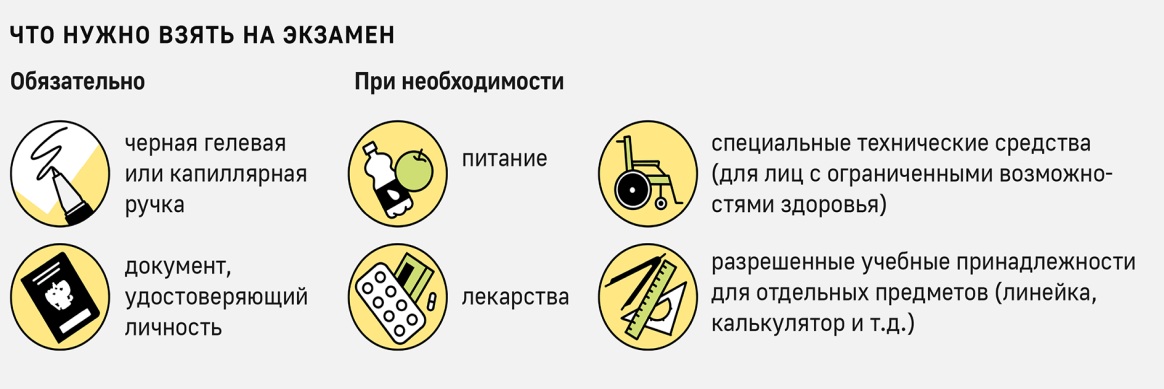 ЧТО НУЖНО ВЗЯТЬ НА ЭКЗАМЕН
Обязательно
черная гелевая
или капиллярная
ручка
документ,
удостоверяющий
личность
При необходимости
питание
лекарства
специальные технические средства
(для лиц с ограниченными возможно-
стями здоровья)
разрешенные учебные принадлежности
для отдельных предметов (линейка,
калькулятор и т.д.)